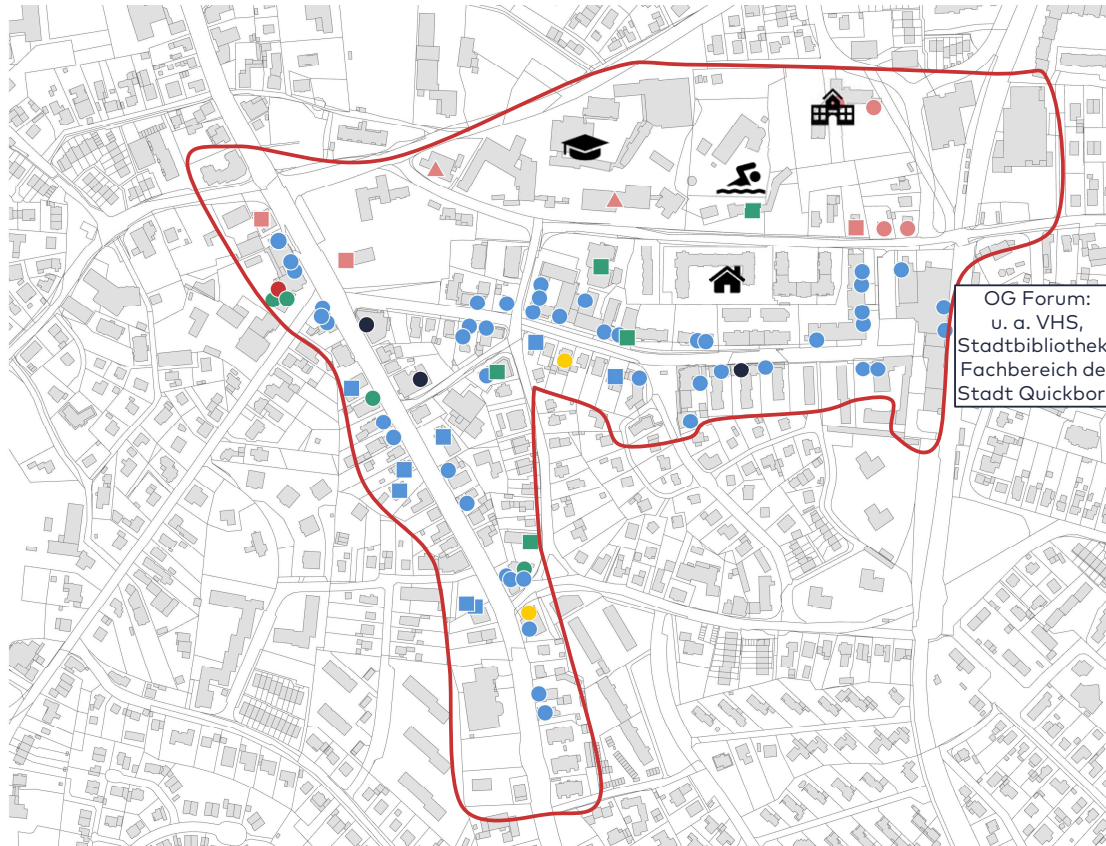 OG Forum:
u. a. VHS,
Stadtbibliothek
Fachbereich de
Stadt Quickbor